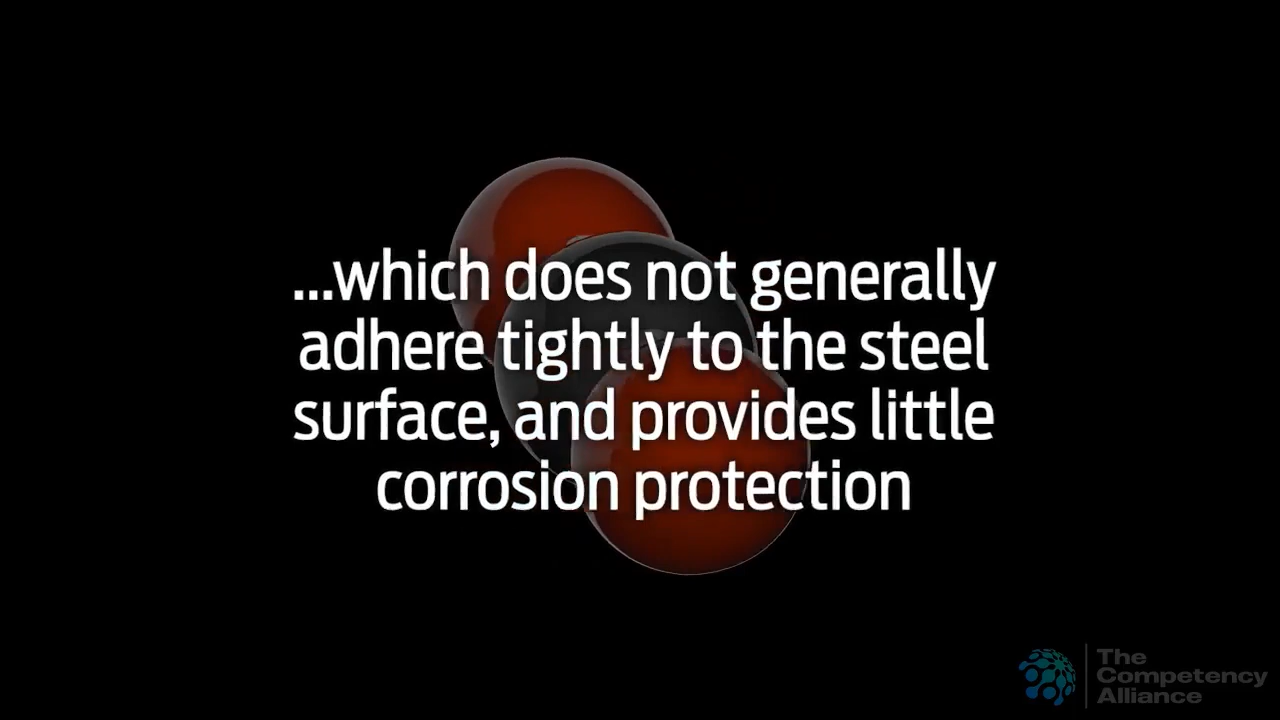 ...which does not generally
adhere tightly to the steel
surface, and provides little
corrosion protection
The
Competency
Alliance